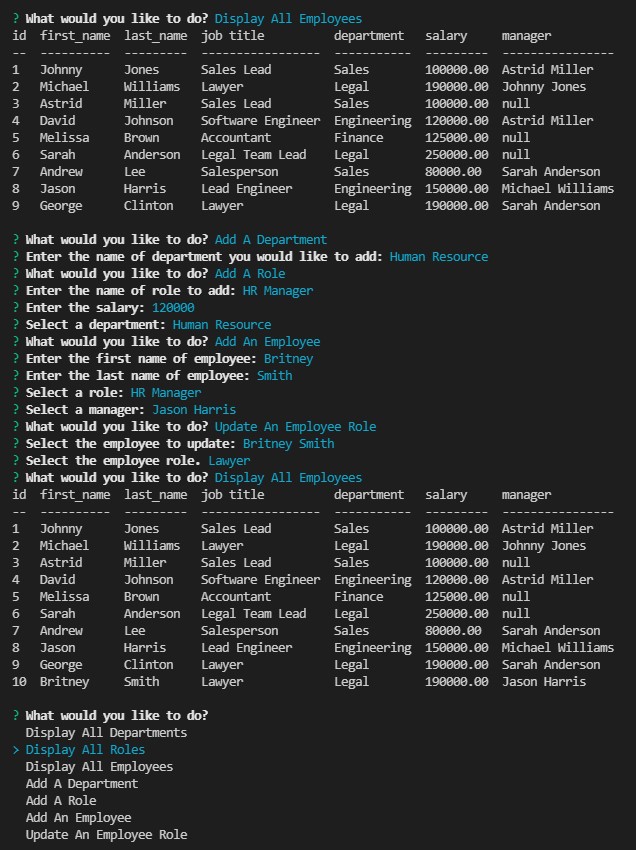 ? What would you like to do? Display All Employees
id  first_name  last_name  job title          department   salary     manager
--  ----------  ---------  -----------------  -----------  ---------  ----------------
1   Johnny      Jones      Sales Lead         Sales        100000.00  Astrid Miller
2   Michael     Williams   Lawyer             Legal        190000.00  Johnny Jones
3   Astrid      Miller     Sales Lead         Sales        100000.00  null
4   David       Johnson    Software Engineer  Engineering  120000.00  Astrid Miller
5   Melissa     Brown      Accountant         Finance      125000.00  null
6   Sarah       Anderson   Legal Team Lead    Legal        250000.00  null
7   Andrew      Lee        Salesperson        Sales        80000.00   Sarah Anderson
8   Jason       Harris     Lead Engineer      Engineering  150000.00  Michael Williams
9   George      Clinton    Lawyer             Legal        190000.00  Sarah Anderson
? What would you like to do? Add A Department
? Enter the name of department you would like to add: Human Resource
? What would you like to do? Add A Role
? Enter the name of role to add: HR Manager
? Enter the salary: 120000
? Select a department: Human Resource
? What would you like to do? Add An Employee
? Enter the first name of employee: Britney
? Enter the last name of employee: Smith
? Select a role: HR Manager
? Select a manager: Jason Harris
? What would you like to do? Update An Employee Role
? Select the employee to update: Britney Smith
? Select the employee role. Lawyer
? What would you like to do? Display All Employees
id  first_name  last_name  job title          department   salary     manager
--  ----------  ---------  -----------------  -----------  ---------  ----------------
1   Johnny      Jones      Sales Lead         Sales        100000.00  Astrid Miller
2   Michael     Williams   Lawyer             Legal        190000.00  Johnny Jones
3   Astrid      Miller     Sales Lead         Sales        100000.00  null
4   David       Johnson    Software Engineer  Engineering  120000.00  Astrid Miller
5   Melissa     Brown      Accountant         Finance      125000.00  null
6   Sarah       Anderson   Legal Team Lead    Legal        250000.00  null
7   Andrew      Lee        Salesperson        Sales        80000.00   Sarah Anderson
8   Jason       Harris     Lead Engineer      Engineering  150000.00  Michael Williams
9   George      Clinton    Lawyer             Legal        190000.00  Sarah Anderson
10  Britney     Smith      Lawyer             Legal        190000.00  Jason Harris
? What would you like to do?
Display All Departments
> Display All Roles
Display All Employees
Add A Department
Add A Role
Add An Employee
Update An Employee Role